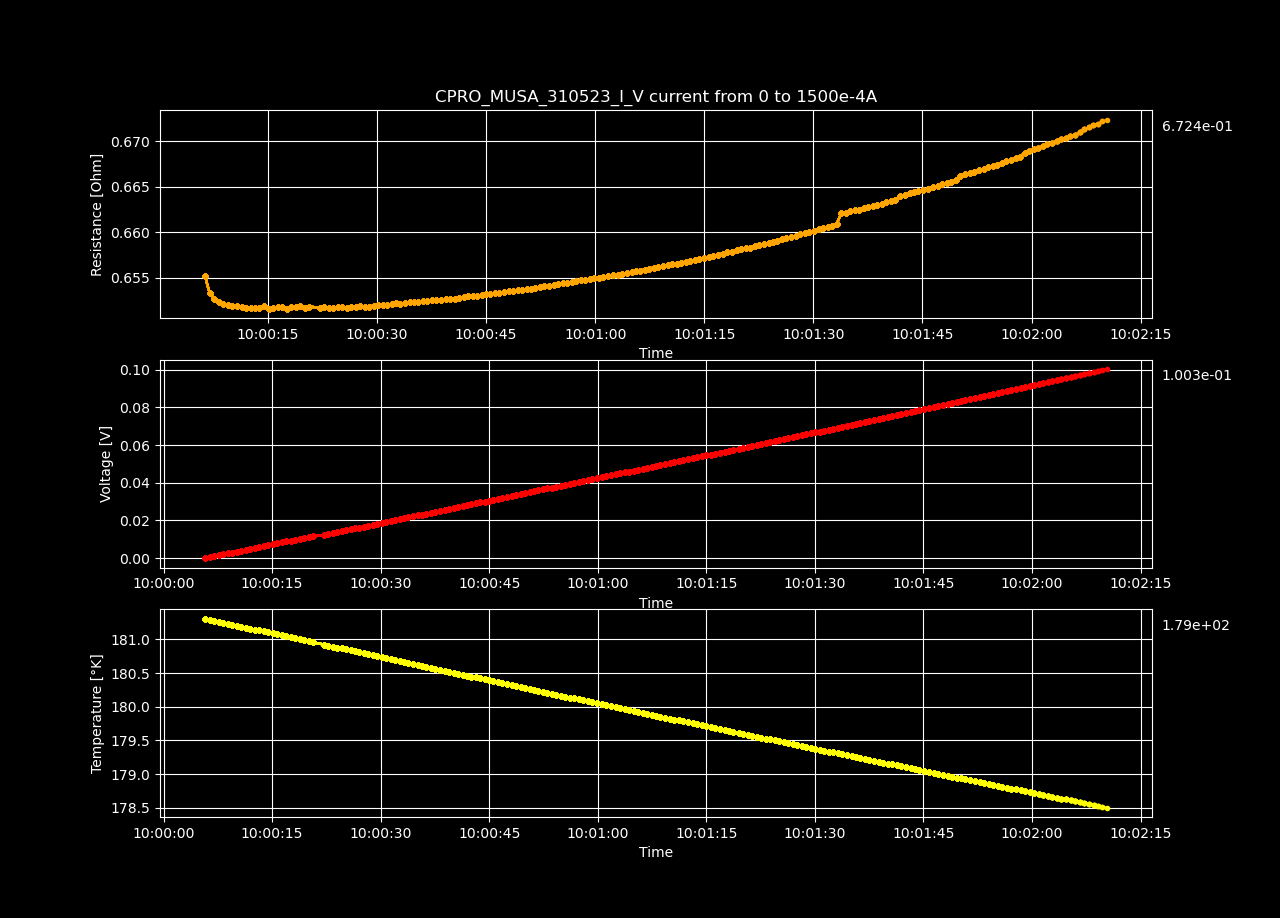 CPRO_MUSA_310523_I_V current from 0 to 1500e-4A
6.724e-01
0.670
0.665
0.660
0.655
Resistance [Ohm]
10:00:15 10:00:30 10:00:45 10:01:00 10:01:15 10:01:30 10:01:45 10:02:00 10:02:15
Time
1.003e-01
0.10
0.08
0.06
0.04
0.02
0.00
Voltage [V]
10:00:00 10:00:15 10:00:30 10:00:45 10:01:00 10:01:15 10:01:30 10:01:45 10:02:00 10:02:15
Time
1.79e+02
181.0
180.5
180.0
179.5
179.0
178.5
Temperature [°K]
10:00:00 10:00:15 10:00:30 10:00:45 10:01:00 10:01:15 10:01:30 10:01:45 10:02:00 10:02:15
Time